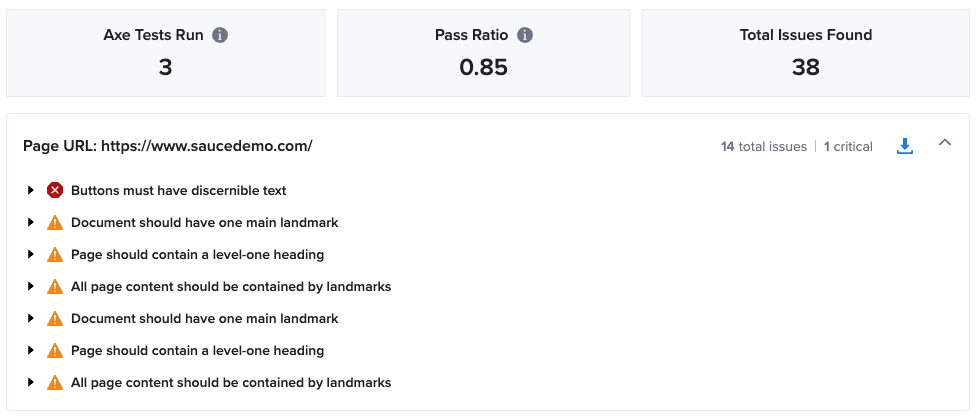 Axe Tests Run
Pass Ratio
Total Issues Found
3
0.85
38
Page URL: https://www.saucedemo.com/
14 total issues | 1 critical
Buttons must have discernible text
Document should have one main landmark
Page should contain a level-one heading
All page content should be contained by landmarks
Document should have one main landmark
Page should contain a level-one heading
All page content should be contained by landmarks